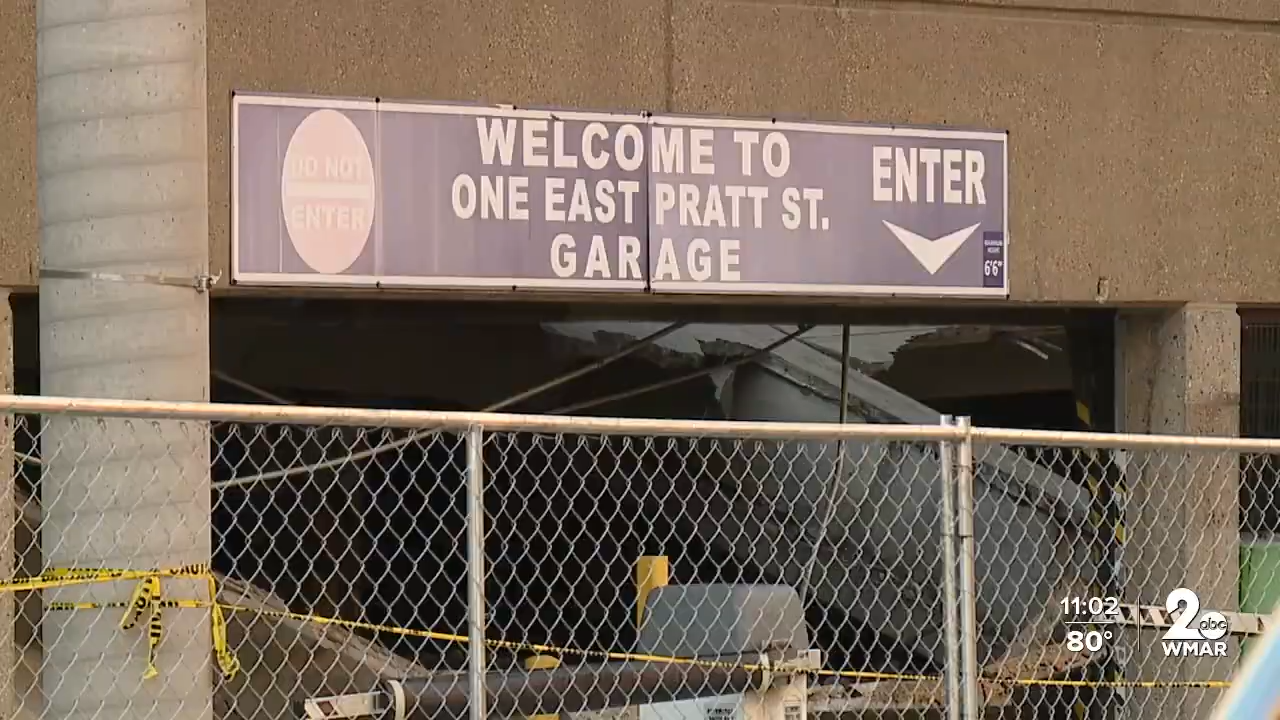 DO NOT
ENTER
WELCOME TO
ONE EAST PRATT ST.
GARAGE
ENTER
6'6"
11:02
80°
2 abc
WMAR